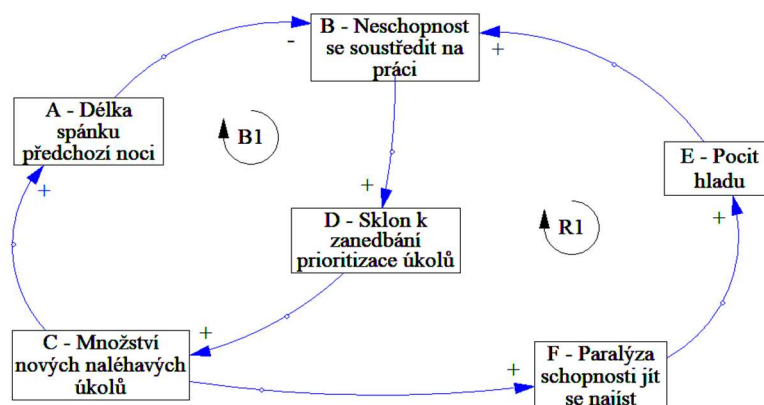 B - Neschopnost
se soustředit na
práci
-
+
A - Délka
spánku
předchozí noci
B1
E - Pocit
hladu
+
+
+
D - Sklon k
zanedbání
prioritizace úkolů
R1
+
C - Množství
nových naléhavých
úkolů
+
F - Paralýza
schopnosti jít
se najíst